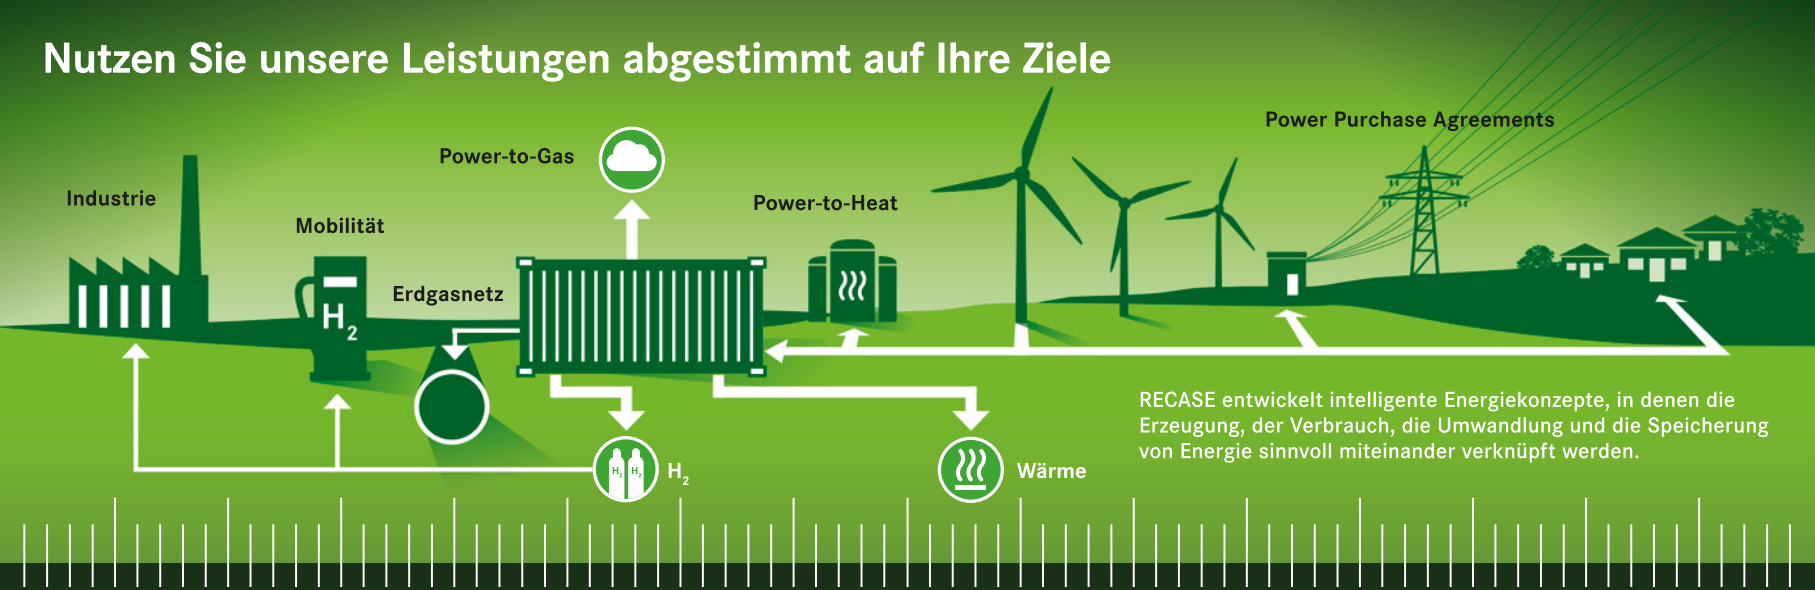 Nutzen Sie unsere Leistungen abgestimmt auf Ihre Ziele
Power Purchase Agreements
Power-to-Gas
Industrie
Power-to-Heat
Mobilität
Erdgasnetz
H2
H2 H2
H2
Wärme
RECASE entwickelt intelligente Energiekonzepte, in denen die
Erzeugung, der Verbrauch, die Umwandlung und die Speicherung
von Energie sinnvoll miteinander verknüpft werden.